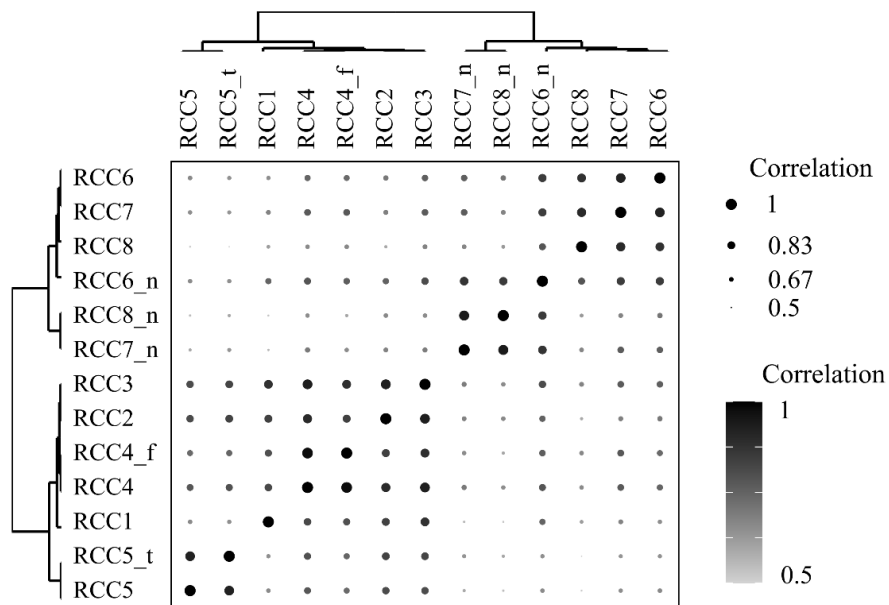 RCC5
RCC5_t
RCC1
RCC4
RCC4_f
RCC2
RCC3
RCC7_n
RCC8_n
RCC6_n
RCC8
RCC7
RCC6
RCC6
RCC7
RCC8
RCC6_n
RCC8_n
RCC7_n
RCC3
RCC2
RCC4_f
RCC4
RCC1
RCC5_t
RCC5
Correlation
1
0.83
0.67
0.5
Correlation
1
0.5